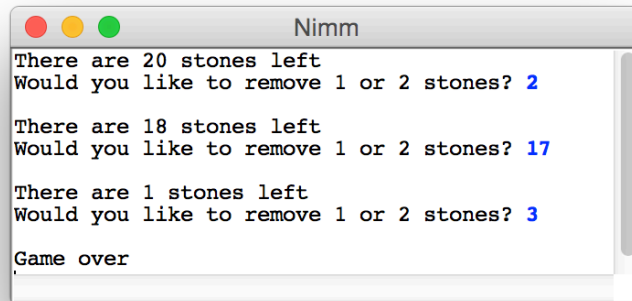 Nimm
There are 20 stones left
Would you like to remove 1 or 2 stones? 2
There are 18 stones left
Would you like to remove 1 or 2 stones? 17
There are 1 stones left
Would you like to remove 1 or 2 stones? 3
Game over